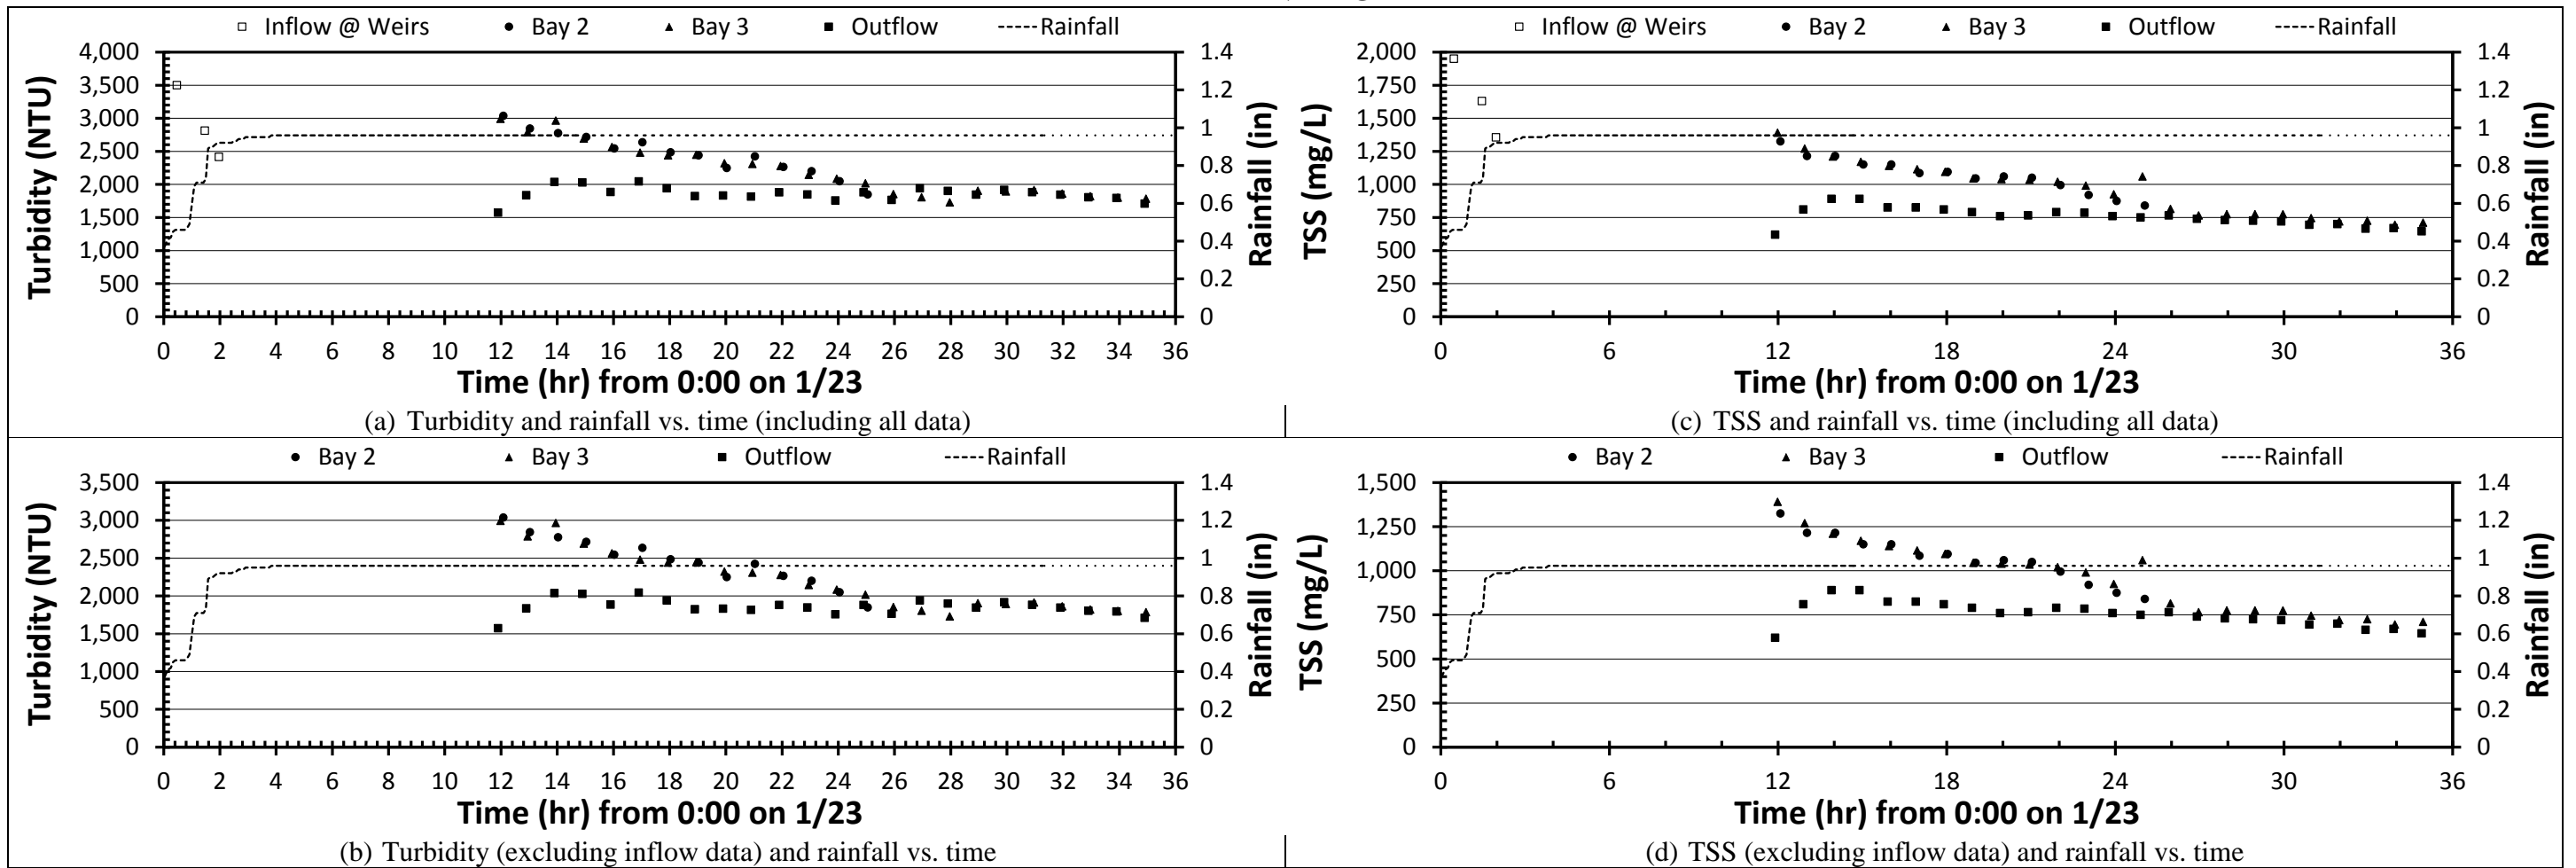 Inflow @ Weirs Bay 2 Bay 3 Outflow Rainfall
Turbidity (NTU)
4,000
3,500
3,000
2,500
2,000
1,500
1,000
500
0
1.4
1.2
1
0.8
0.6
0.4
0.2
0
Rainfall (in)
0 2 4 6 8 10 12 14 16 18 20 22 24 26 28 30 32 34 36
Time (hr) from 0:00 on 1/23
(a) Turbidity and rainfall vs. time (including all data)
Inflow @ Weirs Bay 2 Bay 3 Outflow Rainfall
TSS (mg/L)
2,000
1,750
1,500
1,250
1,000
750
500
250
0
1.4
1.2
1
0.8
0.6
0.4
0.2
0
Rainfall (in)
0 6 12 18 24 30 36
Time (hr) from 0:00 on 1/23
(c) TSS and rainfall vs. time (including all data)
Bay 2 Bay 3 Outflow Rainfall
Turbidity (NTU)
3,500
3,000
2,500
2,000
1,500
1,000
500
0
1.4
1.2
1
0.8
0.6
0.4
0.2
0
Rainfall (in)
0 2 4 6 8 10 12 14 16 18 20 22 24 26 28 30 32 34 36
Time (hr) from 0:00 on 1/23
(b) Turbidity (excluding inflow data) and rainfall vs. time
Bay 2 Bay 3 Outflow Rainfall
TSS (mg/L)
1,500
1,250
1,000
750
500
250
0
1.4
1.2
1
0.8
0.6
0.4
0.2
0
Rainfall (in)
0 6 12 18 24 30 36
Time (hr) from 0:00 on 1/23
(d) TSS (excluding inflow data) and rainfall vs. time